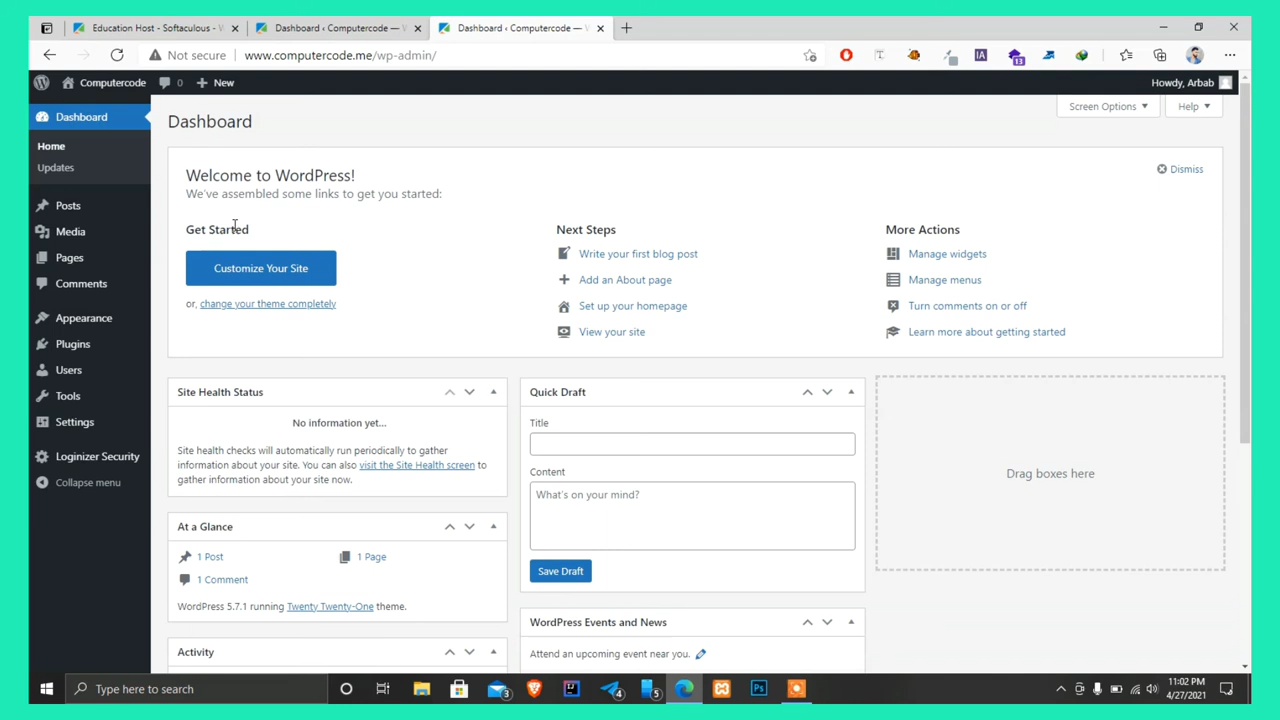 Education Host - Softaculous - W
Dashboard ‹ Computercode — W
Dashboard ‹ Computercode — W
Not secure
www.computercode.me/wp-admin/
IA
13
Computercode
0
New
Howdy, Arbab
Dashboard
Home
Updates
Posts
Media
Pages
Comments
Appearance
Plugins
Users
Tools
Settings
Loginizer Security
Collapse menu
Dashboard
Screen Options
Help
Welcome to WordPress!
We've assembled some links to get you started:
Dismiss
Get Started
Customize Your Site
or, change your theme completely
Next Steps
Write your first blog post
Add an About page
Set up your homepage
View your site
More Actions
Manage widgets
Manage menus
Turn comments on or off
Learn more about getting started
Site Health Status
No information yet...
Site health checks will automatically run periodically to gather
information about your site. You can also visit the Site Health screen to
gather information about your site now.
At a Glance
1 Post
1 Page
1 Comment
WordPress 5.7.1 running Twenty Twenty-One theme.
Activity
Quick Draft
Title
Content
What's on your mind?
Save Draft
WordPress Events and News
Attend an upcoming event near you.
Drag boxes here
Type here to search
3
4
5
Ps
11:02 PM
4/27/2021